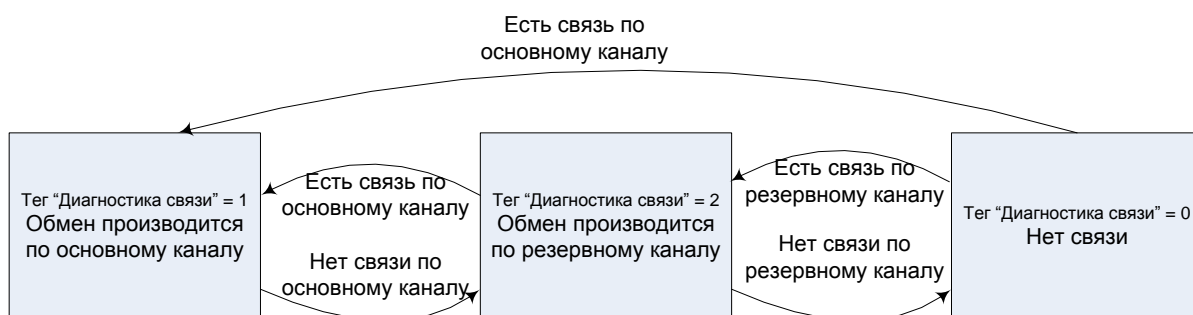 Есть связь по
основному каналу
Тег “Диагностика связи” = 1
Обмен производится
по основному каналу
Есть связь по
основному каналу
Нет связи по
основному каналу
Тег “Диагностика связи” = 2
Обмен производится
по резервному каналу
Есть связь по
резервному каналу
Нет связи по
резервному каналу
Тег “Диагностика связи” = 0
Нет связи